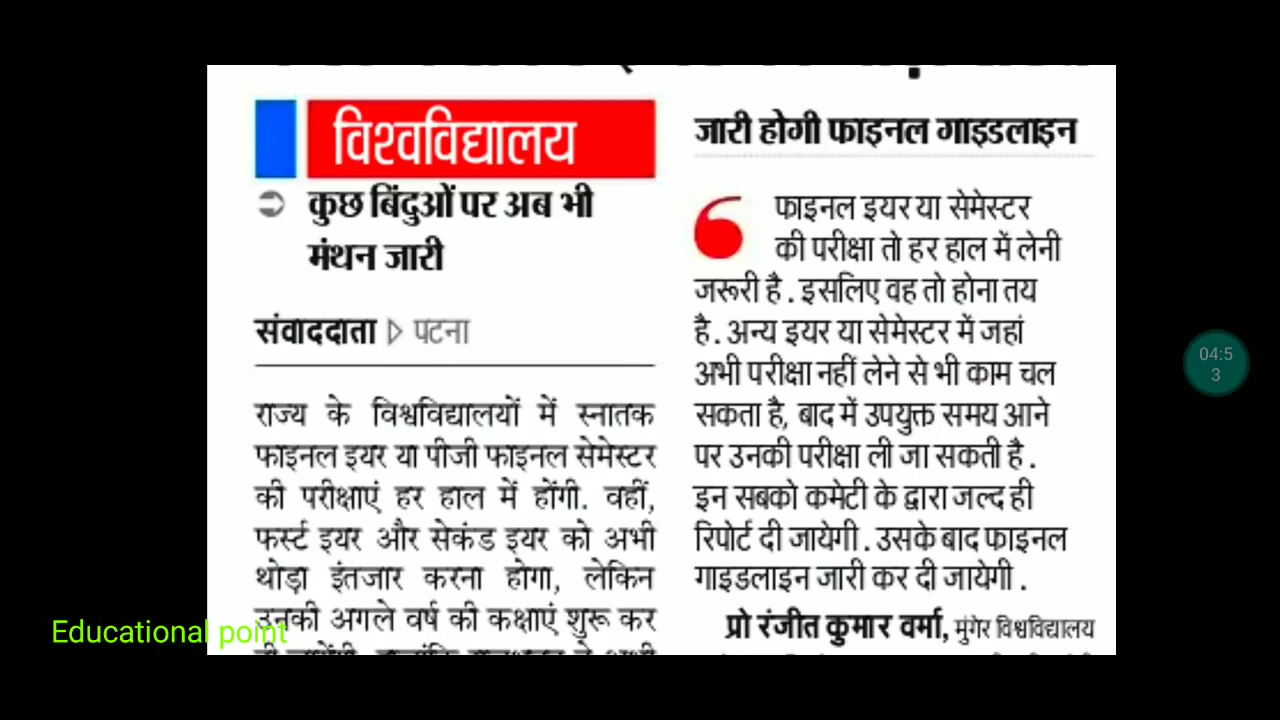 विश्वविद्यालय
कुछ बिंदुओं पर अब भी
मंथन जारी
संवाददाता ▷ पटना
राज्य के विश्वविद्यालयों में स्नातक
फाइनल इयर या पीजी फाइनल सेमेस्टर
की परीक्षाएं हर हाल में होंगी. वहीं,
फर्स्ट इयर और सेकंड इयर को अभी
थोड़ा इंतजार करना होगा, लेकिन
उनकी अगले वर्ष की कक्षाएं शुरू कर
जारी होगी फाइनल गाइडलाइन
फाइनल इयर या सेमेस्टर
की परीक्षा तो हर हाल में लेनी
जरूरी है . इसलिए वह तो होना तय
है . अन्य इयर या सेमेस्टर में जहां
अभी परीक्षा नहीं लेने से भी काम चल
सकता है, बाद में उपयुक्त समय आने
पर उनकी परीक्षा ली जा सकती है .
इन सबको कमेटी के द्वारा जल्द ही
रिपोर्ट दी जायेगी . उसके बाद फाइनल
गाइडलाइन जारी कर दी जायेगी .
प्रो रंजीत कुमार वर्मा, मुंगेर विश्वविद्यालय
Educational point
04:5
3